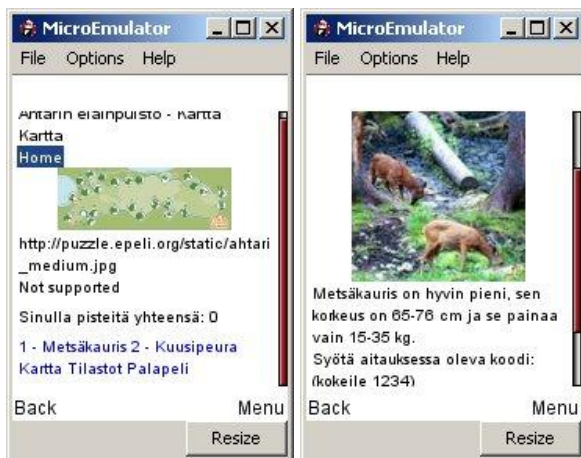 MicroEmulator
File Options Help
Ähtärin eläinpuisto - Kartta
Kartta
Home
http://puzzle.epeli.org/static/ahtari
_medium.jpg
Not supported
Sinulla pisteitä yhteensä: 0
1 - Metsäkauris 2 - Kuusipeura
Kartta Tilastot Palapeli
Back Menu
Resize
MicroEmulator
File Options Help
Metsäkauris on hyvin pieni, sen
korkeus on 65-76 cm ja se painaa
vain 15-35 kg.
Syötä aitauksessa oleva koodi:
(kokeile 1234)
Back Menu
Resize